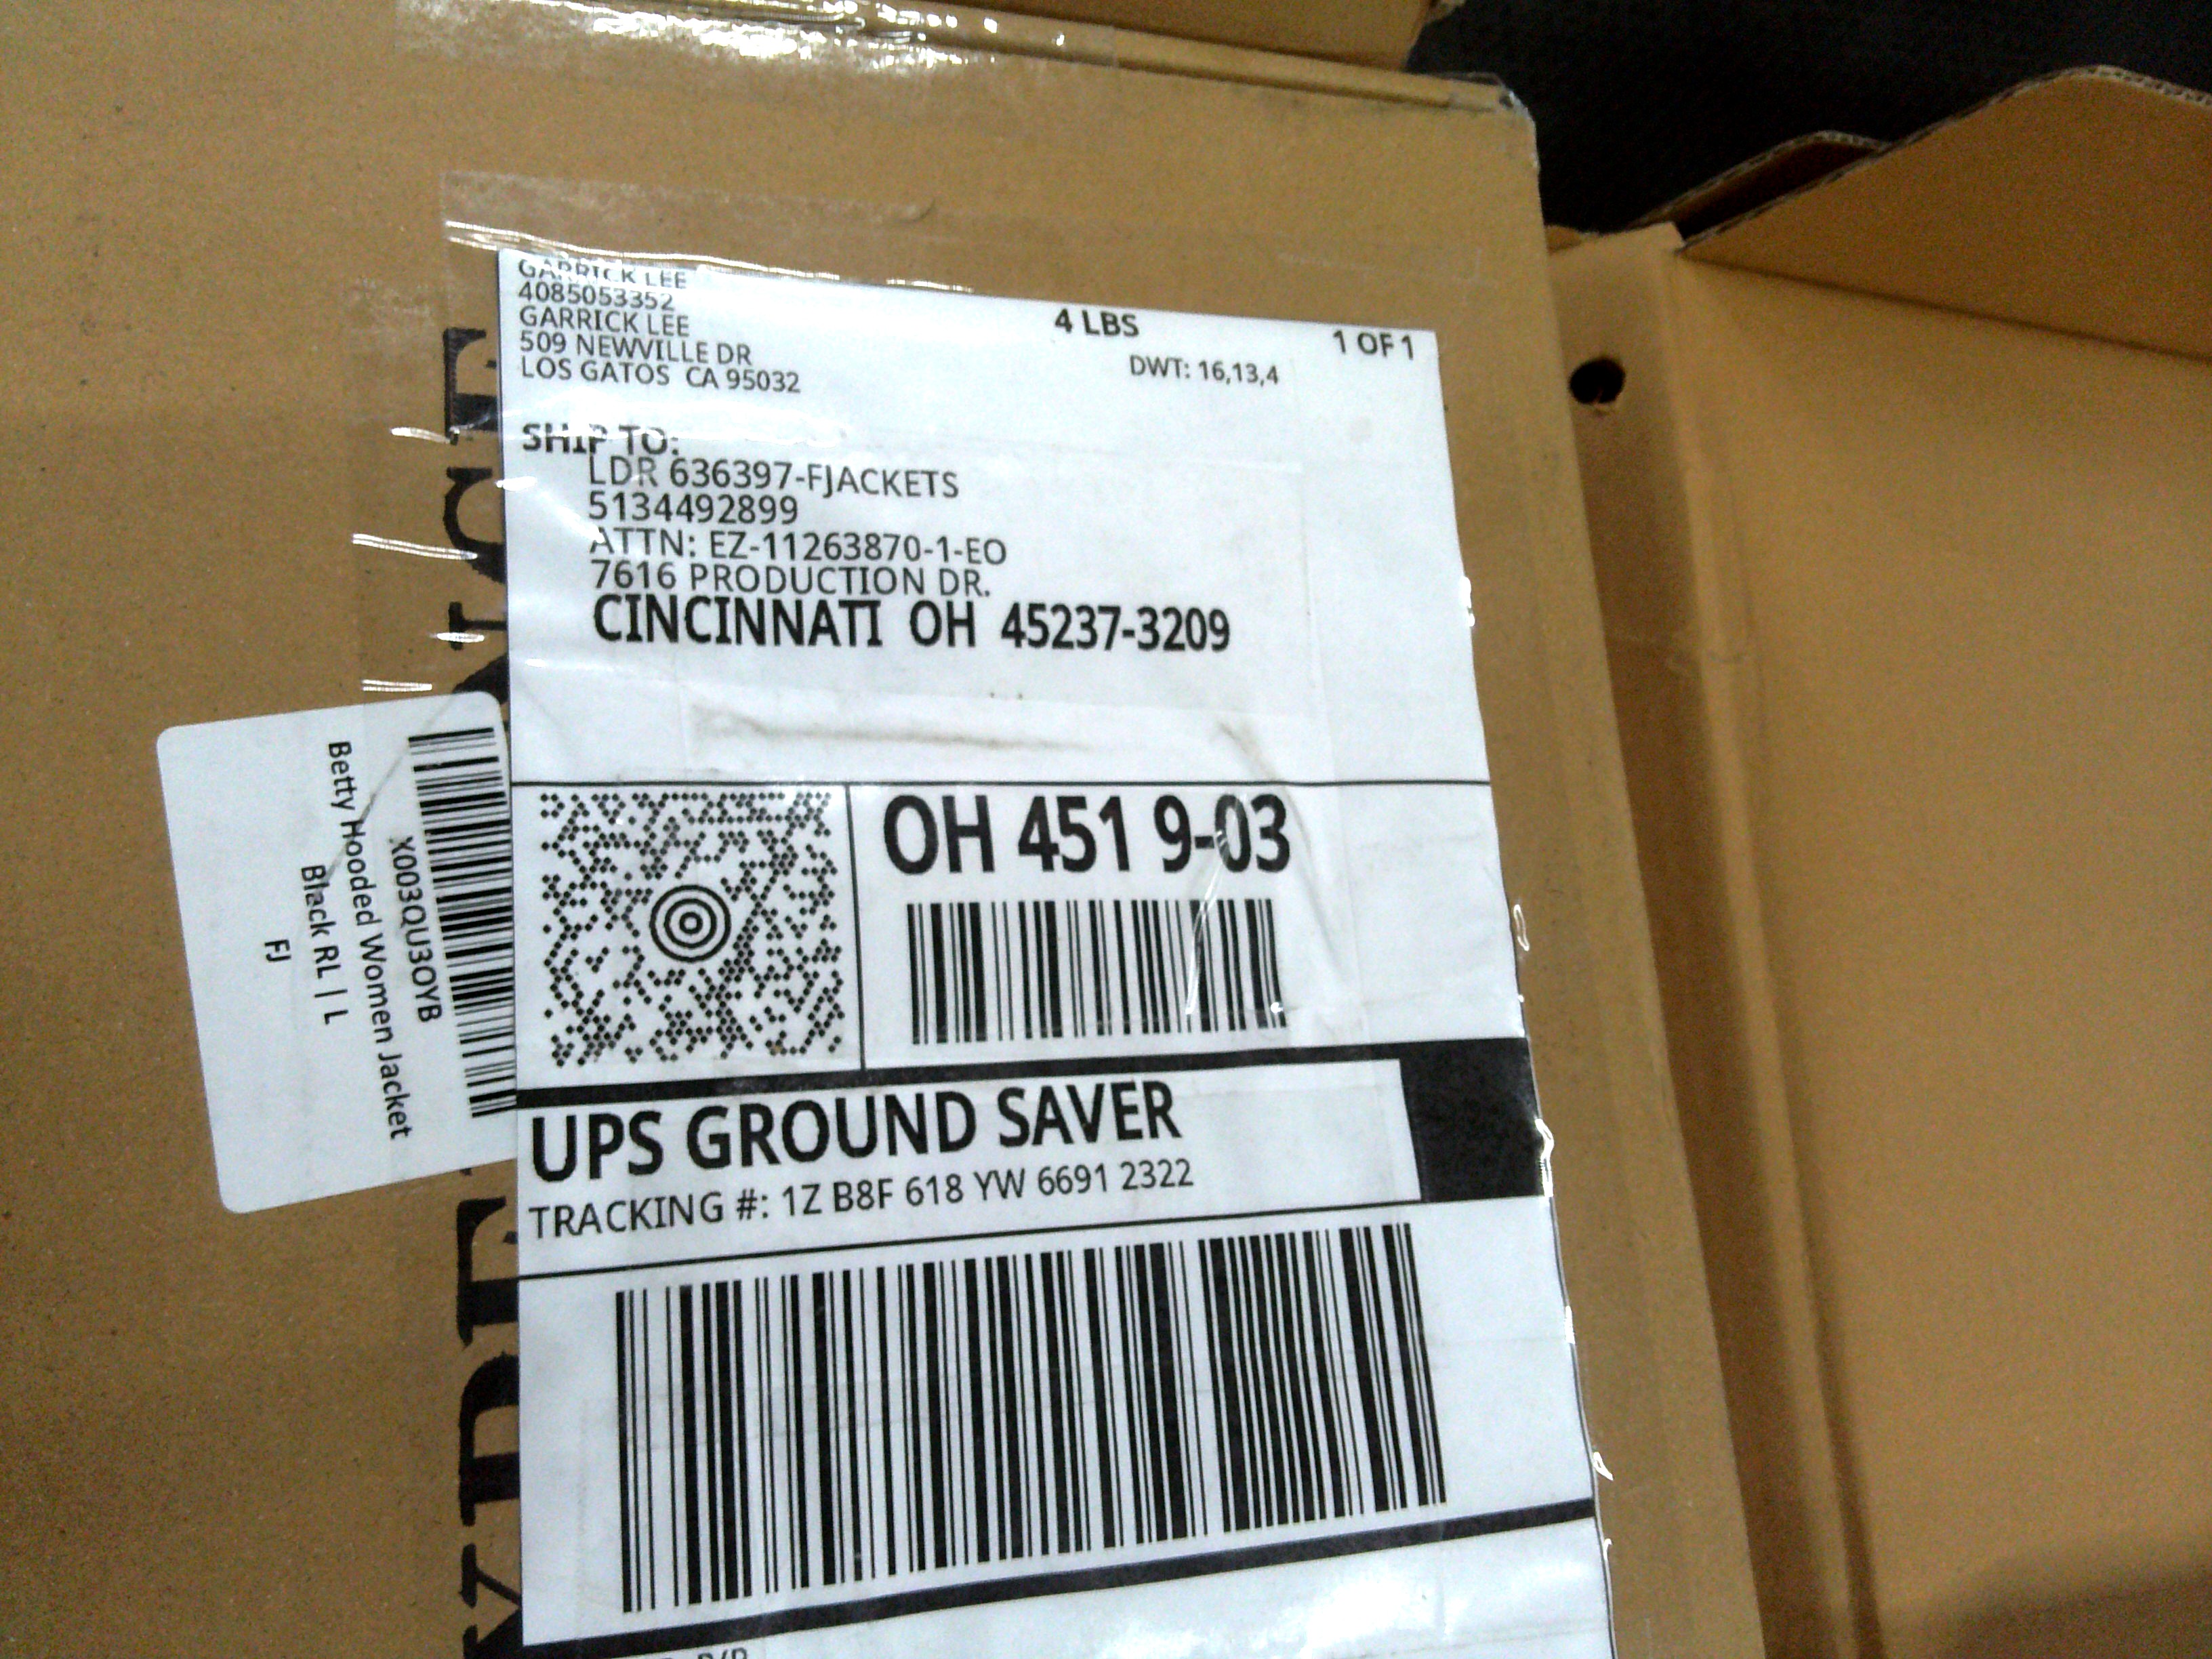 GARRICK LEE
4085053352
GARRICK LEE
509 NEWVILLE DR
LOS GATOS CA 95032
4 LBS
1 OF 1
DWT: 16,13,4
SHIP TO:
LDR 636397-FJACKETS
5134492899
ATTN: EZ-11263870-1-EO
7616 PRODUCTION DR.
CINCINNATI OH 45237-3209
OH 451 9-03
UPS GROUND SAVER
TRACKING #: 1Z B8F 618 YW 6691 2322
X003QU3OYB
Betty Hooded Women Jacket
Black RL | L
FJ